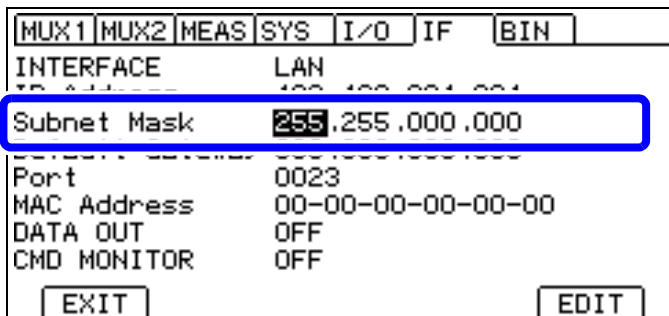 MUX1 MUX2 MEAS SYS I/O IF BIN
INTERFACE LAN
Subnet Mask 255.255.000.000
Port 0023
MAC Address 00-00-00-00-00-00
DATA OUT OFF
CMD MONITOR OFF
EXIT EDIT